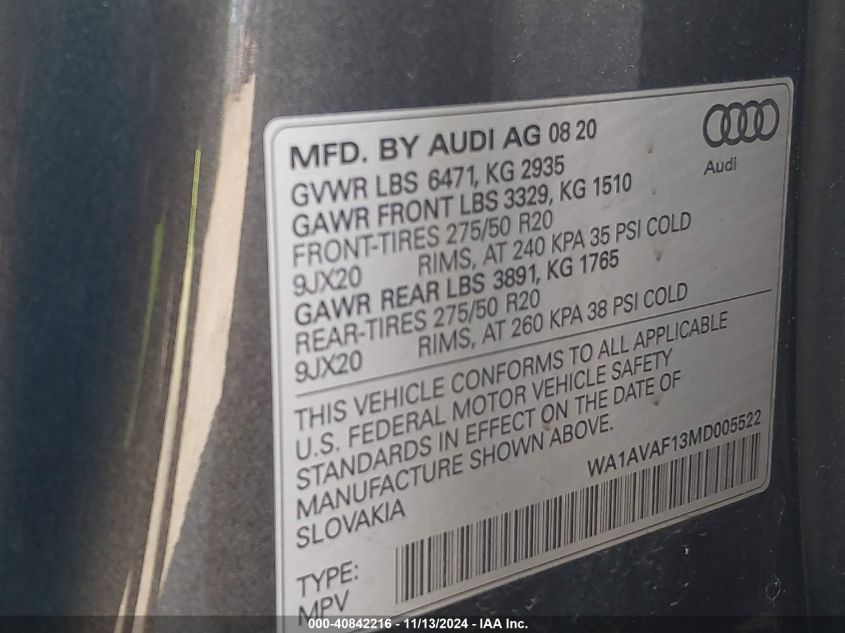 MFD. BY AUDI AG 08 20
Audi
GVWR LBS 6471, KG 2935
GAWR FRONT LBS 3329, KG 1510
FRONT-TIRES 275/50 R20
9JX20 RIMS, AT 240 KPA 35 PSI COLD
GAWR REAR LBS 3891, KG 1765
REAR-TIRES 275/50 R20
9JX20 RIMS, AT 260 KPA 38 PSI COLD
THIS VEHICLE CONFORMS TO ALL APPLICABLE
U.S. FEDERAL MOTOR VEHICLE SAFETY
STANDARDS IN EFFECT ON THE DATE OF
MANUFACTURE SHOWN ABOVE.
SLOVAKIA
WA1AVAF13MD005522
TYPE:
MPV
000-40842216 - 11/13/2024 - IAA Inc.